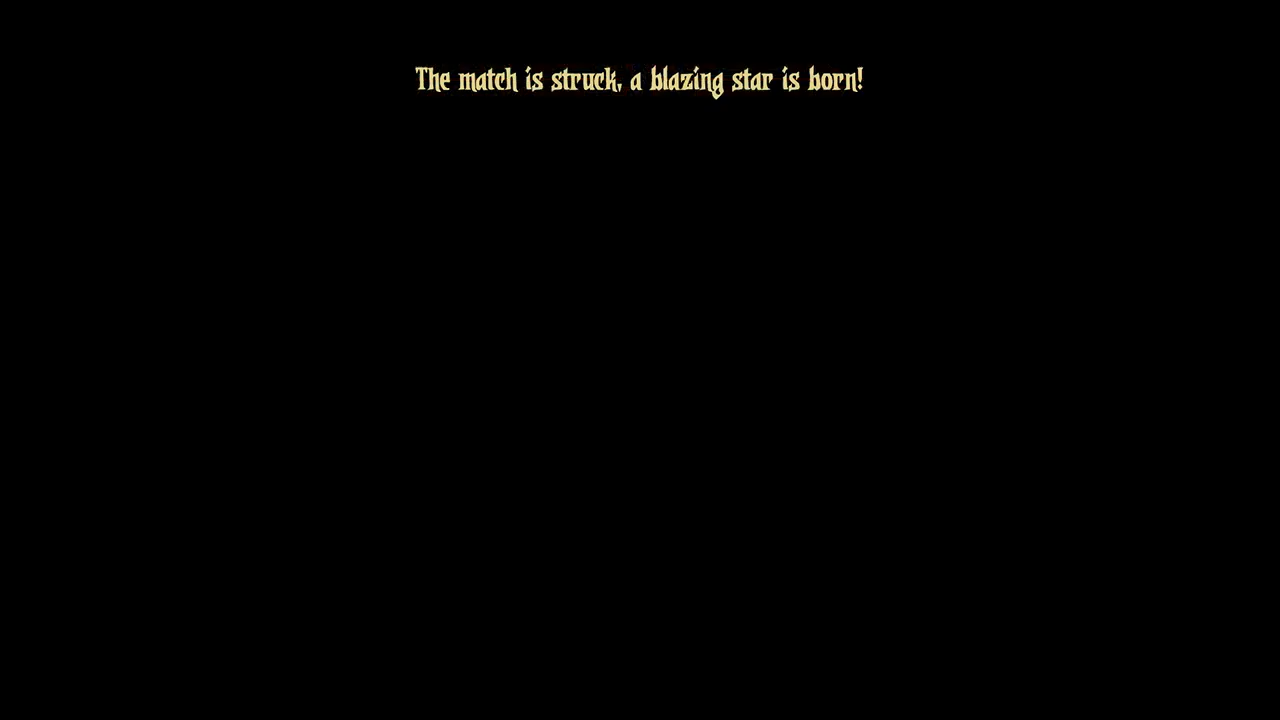 The match is struck, a blazing star is born!